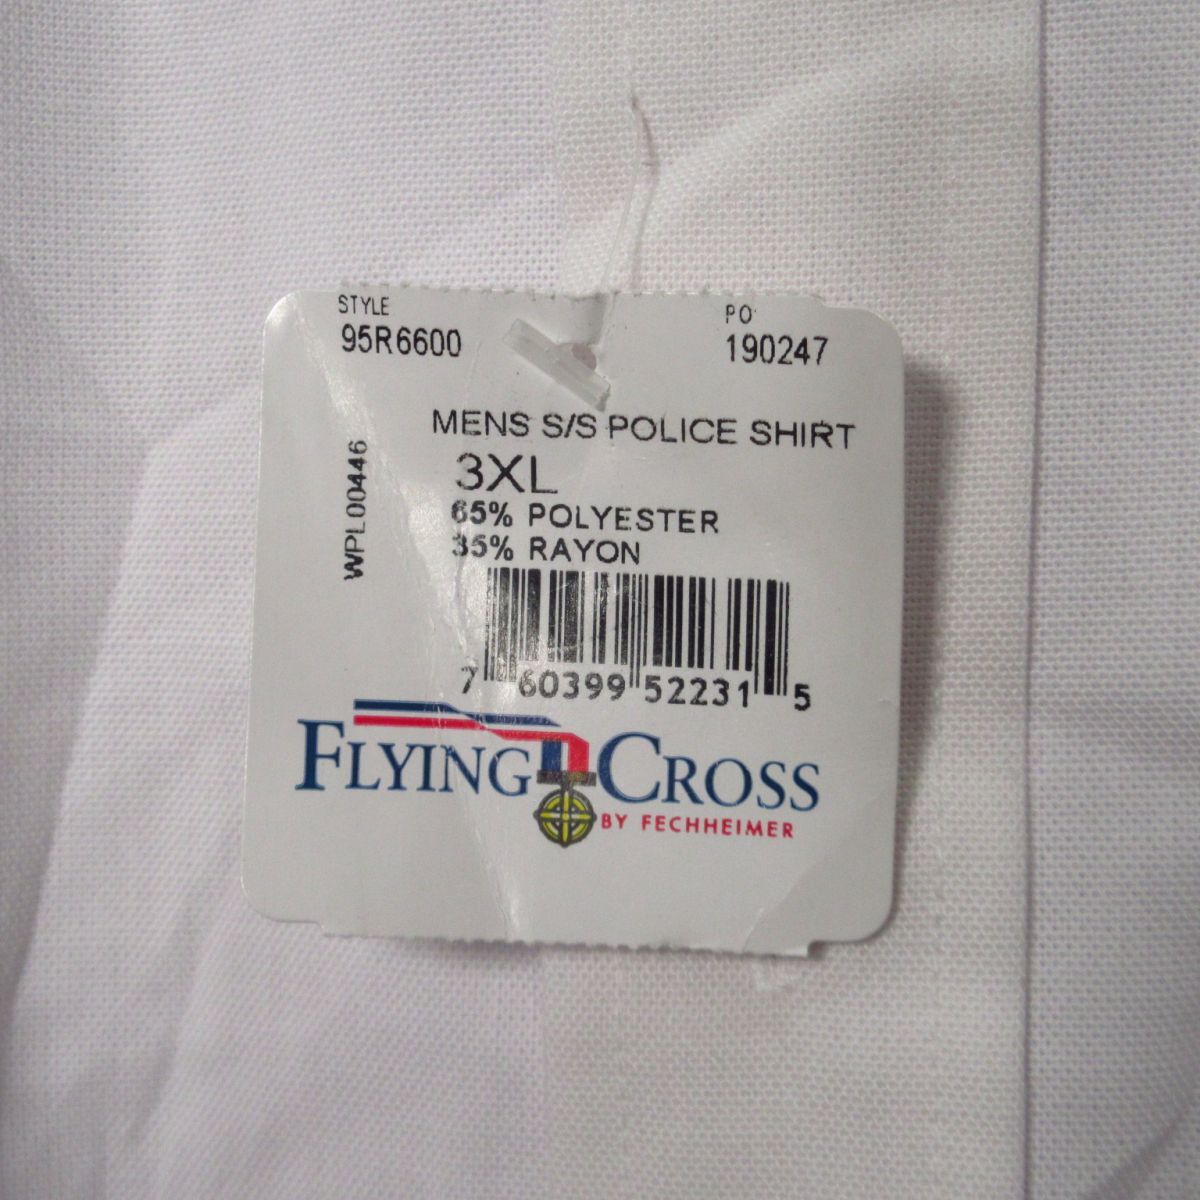 STYLE
95R6600
PO
190247
MENS S/S POLICE SHIRT
3XL
65% POLYESTER
35% RAYON
WPL00446
7 60399 52231 5
FLYING CROSS
BY FECHHEIMER